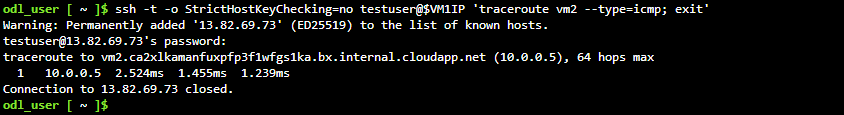 odl_user [ ~ ]$ ssh -t -o StrictHostKeyChecking=no testuser@$VM1IP 'traceroute vm2 --type=icmp; exit'
Warning: Permanently added '13.82.69.73' (ED25519) to the list of known hosts.
testuser@13.82.69.73's password:
traceroute to vm2.ca2xlkamanfuxpfp3f1wfgs1ka.bx.internal.cloudapp.net (10.0.0.5), 64 hops max
  1   10.0.0.5  2.524ms  1.455ms  1.239ms
Connection to 13.82.69.73 closed.
odl_user [ ~ ]$